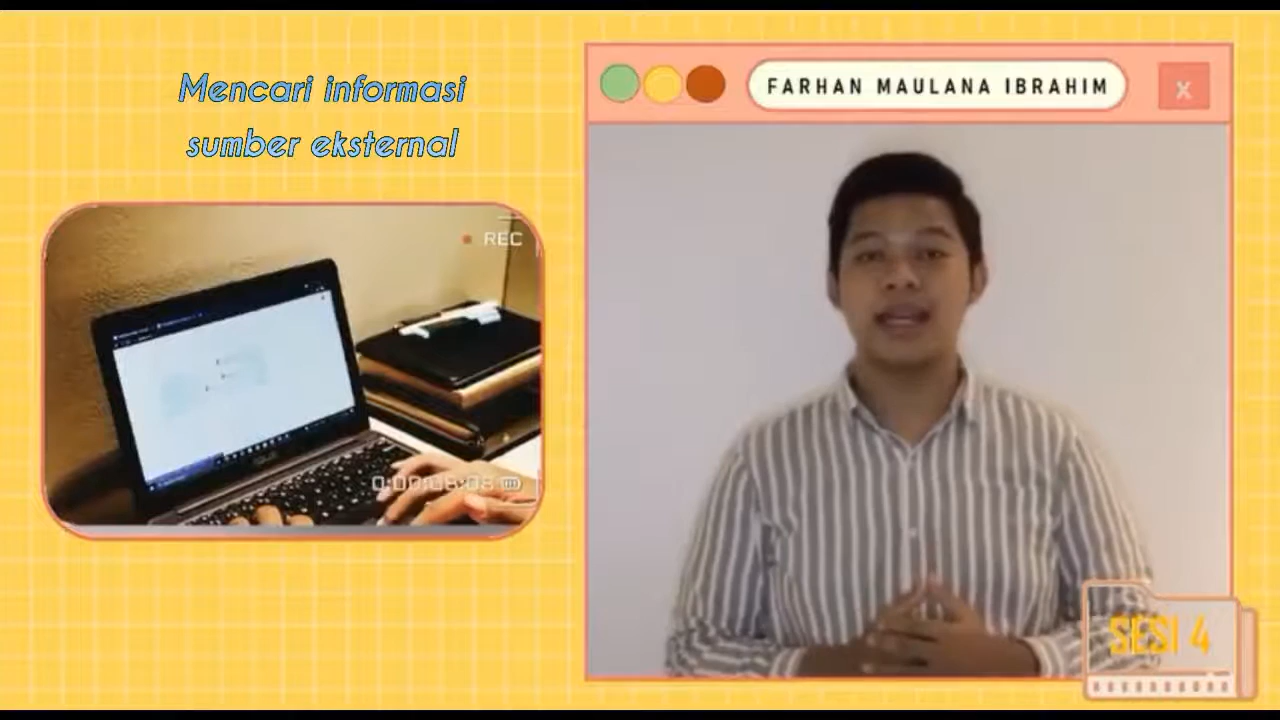 Mencari informasi
sumber eksternal
FARHAN MAULANA IBRAHIM
X
REC
SESI 4